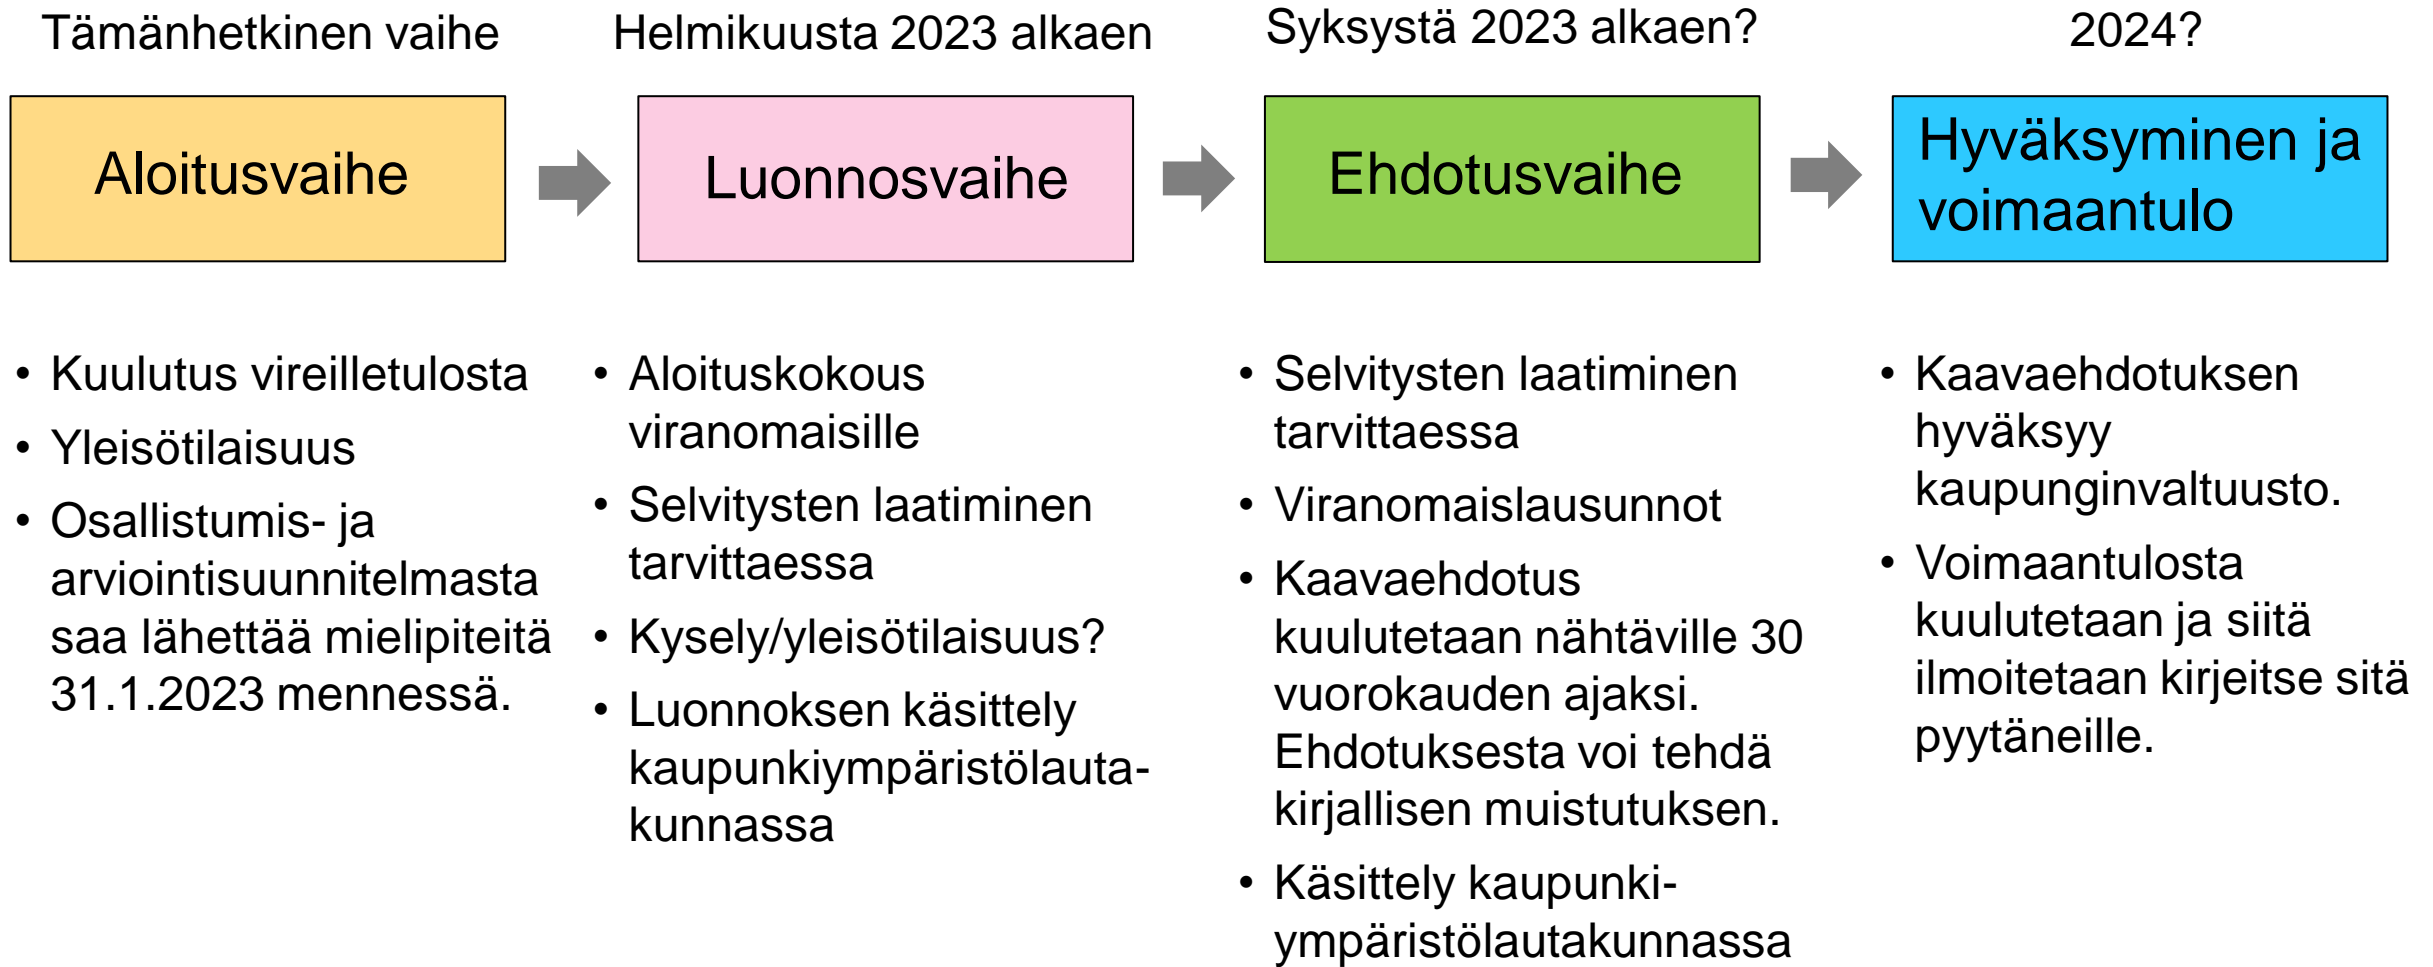 Tämänhetkinen vaihe
Aloitusvaihe
• Kuulutus vireilletulosta
• Yleisötilaisuus
• Osallistumis- ja
arviointisuunnitelmasta
saa lähettää mielipiteitä
31.1.2023 mennessä.
Helmikuusta 2023 alkaen
Luonnosvaihe
• Aloituskokous
viranomaisille
• Selvitysten laatiminen
tarvittaessa
• Kysely/yleisötilaisuus?
• Luonnoksen käsittely
kaupunkiympäristölauta-
kunnassa
Syksystä 2023 alkaen?
Ehdotusvaihe
• Selvitysten laatiminen
tarvittaessa
• Viranomaislausunnot
• Kaavaehdotus
kuulutetaan nähtäville 30
vuorokauden ajaksi.
Ehdotuksesta voi tehdä
kirjallisen muistutuksen.
• Käsittely kaupunki-
ympäristölautakunnassa
2024?
Hyväksyminen ja
voimaantulo
• Kaavaehdotuksen
hyväksyy
kaupunginvaltuusto.
• Voimaantulosta
kuulutetaan ja siitä
ilmoitetaan kirjeitse sitä
pyytäneille.